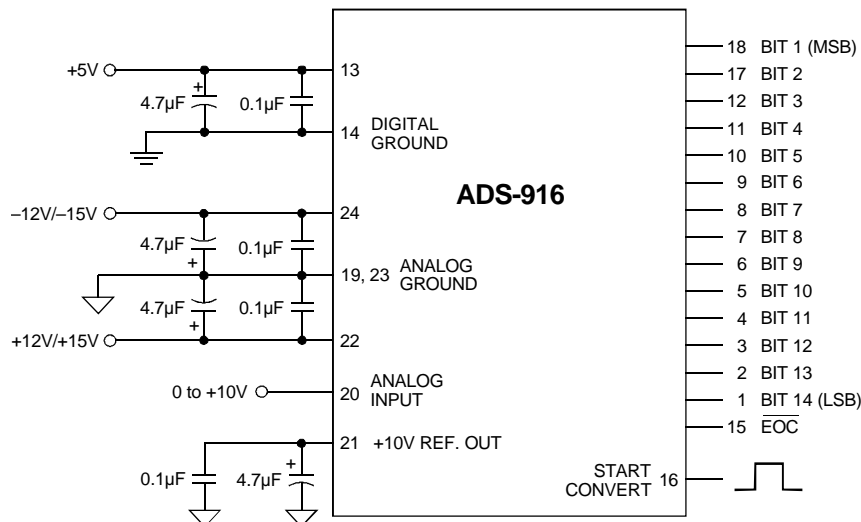 +5V
4.7µF
+
0.1µF
13
14 DIGITAL
GROUND
–12V/–15V
4.7µF
+
0.1µF
24
19, 23 ANALOG
GROUND
4.7µF
+
0.1µF
+12V/+15V
22
0 to +10V
20 ANALOG
INPUT
21 +10V REF. OUT
0.1µF
4.7µF
+
ADS-916
18 BIT 1 (MSB)
17 BIT 2
12 BIT 3
11 BIT 4
10 BIT 5
9 BIT 6
8 BIT 7
7 BIT 8
6 BIT 9
5 BIT 10
4 BIT 11
3 BIT 12
2 BIT 13
1 BIT 14 (LSB)
15 EOC
START
CONVERT 16